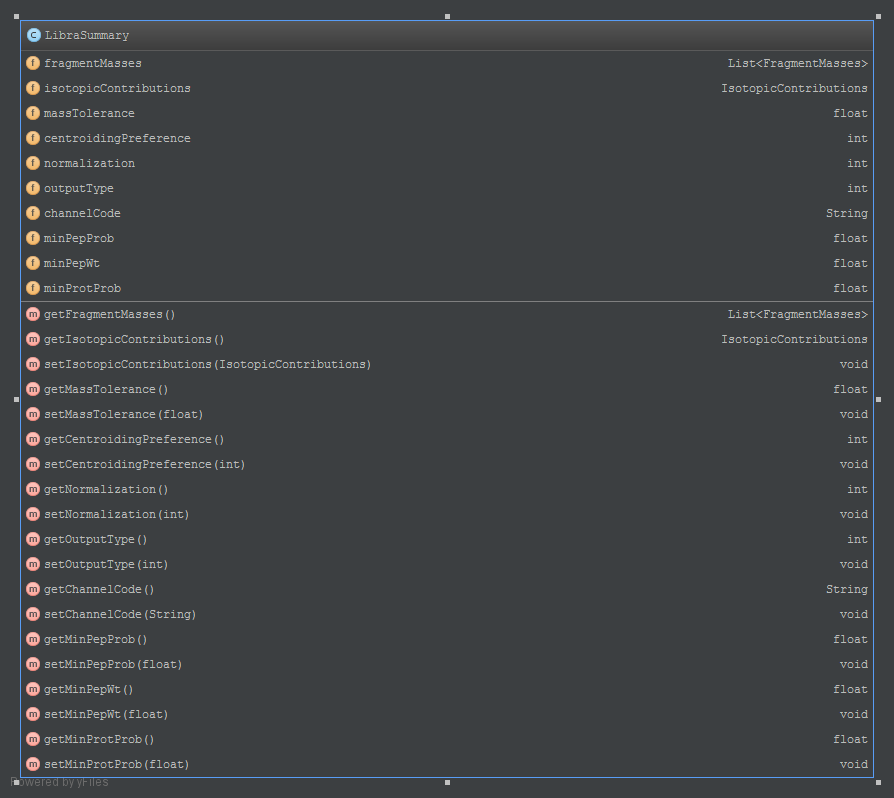 LibraSummary
fragmentMasses List<FragmentMasses>
isotopicContributions IsotopicContributions
massTolerance float
centroidingPreference int
normalization int
outputType int
channelCode String
minPepProb float
minPepWt float
minProtProb float
getFragmentMasses() List<FragmentMasses>
getIsotopicContributions() IsotopicContributions
setIsotopicContributions(IsotopicContributions) void
getMassTolerance() float
setMassTolerance(float) void
getCentroidingPreference() int
setCentroidingPreference(int) void
getNormalization() int
setNormalization(int) void
getOutputType() int
setOutputType(int) void
getChannelCode() String
setChannelCode(String) void
getMinPepProb() float
setMinPepProb(float) void
getMinPepWt() float
setMinPepWt(float) void
getMinProtProb() float
setMinProtProb(float) void
Powered by yFiles